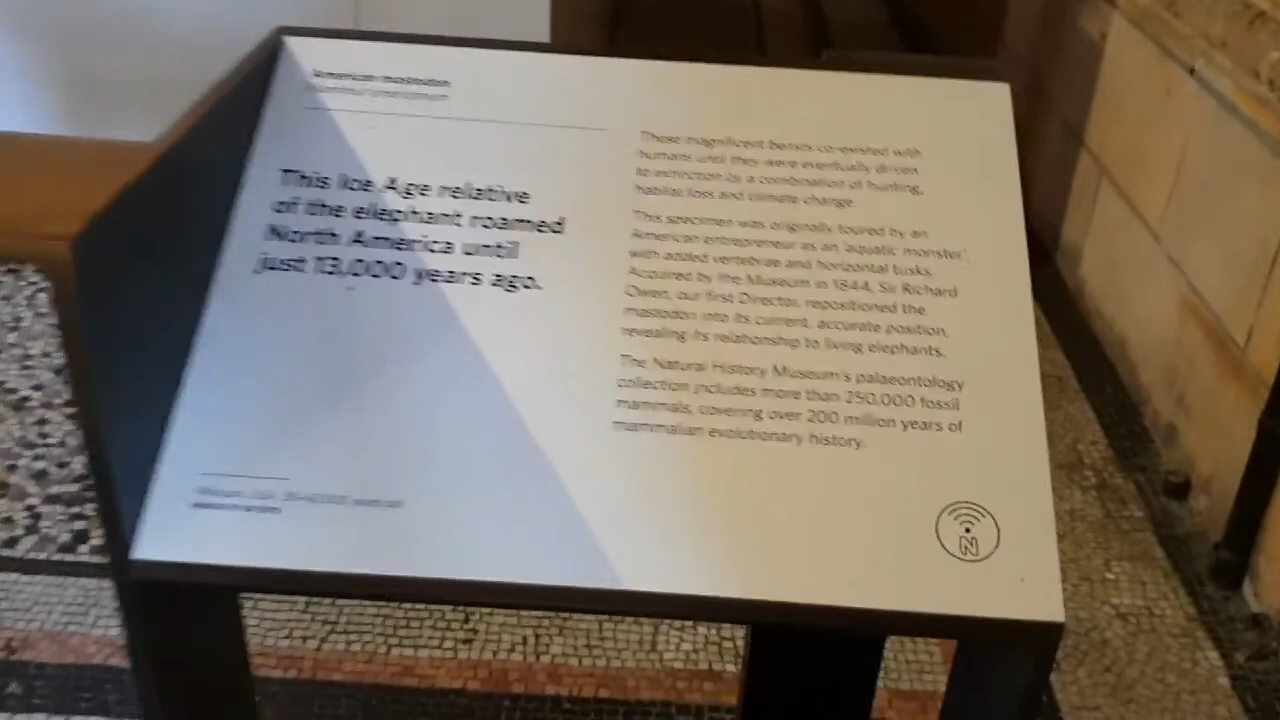 American mastodon
This Ice Age relative
of the elephant roamed
North America until
just 13,000 years ago.
These magnificent beasts co-existed with
humans until they were eventually driven
to extinction by a combination of hunting,
habitat loss and climate change.
This specimen was originally toured by an
American entrepreneur as an 'aquatic monster',
with added vertebrae and horizontal tusks.
Acquired by the Museum in 1844, Sir Richard
Owen, our first Director, repositioned the
mastodon into its current, accurate position,
revealing its relationship to living elephants.
The Natural History Museum's palaeontology
collection includes more than 250,000 fossil
mammals, covering over 200 million years of
mammalian evolutionary history.
N